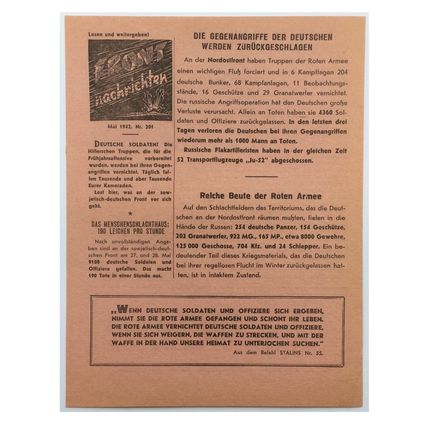 Lesen und weitergeben!
FRONT
nachrichten
Mai 1942, Nr. 204
DEUTSCHE SOLDATEN! Die
Hitlerschen Truppen, die für die
Frühjahrsoffensive vorbereitet
wurden, werden bei ihren Gegen-
angriffen vernichtet. Täglich fal-
len Tausende und aber Tausende
Eurer Kameraden.
Lest hier, was an der sow-
jetisch-deutschen Front vor sich
geht.
DAS MENSCHENSCHLACHTHAUS:
190 LEICHEN PRO STUNDE
Nach unvollständigen Anga-
ben sind an der sowjetisch-deut-
schen Front am 27. und 28. Mai
9100 deutsche Soldaten und
Offiziere gefallen. Das macht
190 Tote in einer Stunde aus.
DIE GEGENANGRIFFE DER DEUTSCHEN
WERDEN ZURÜCKGESCHLAGEN
An der Nordostfront haben Truppen der Roten Armee
einen wichtigen Fluß forciert und in 6 Kampftagen 204
deutsche Bunker, 68 Kampfanlagen, 11 Beobachtungs-
stände, 16 Geschütze und 29 Granatwerfer vernichtet.
Die russische Angriffsoperation hat den Deutschen große
Verluste verursacht. Allein an Toten haben sie 4360 Sol-
daten und Offiziere zurückgelassen. In den letzten drei
Tagen verloren die Deutschen bei ihren Gegenangriffen
wiederum mehr als 1000 Mann an Toten.
Russische Flakartilleristen haben in der gleichen Zeit
52 Transportflugzeuge „Ju-52" abgeschossen.
Reiche Beute der Roten Armee
Auf den Schlachtfeldern des Territoriums, das die Deut-
schen an der Nordostfront räumen mußten, fielen in die
Hände der Russen: 254 deutsche Panzer, 154 Geschütze,
203 Granatwerfer, 922 MG., 165 MP., etwa 8000 Gewehre,
125 000 Geschosse, 704 Kfz. und 24 Schlepper. Ein be-
deutender Teil dieses Kriegsmaterials, das die Deutschen
bei ihrer regellosen Flucht im Winter zurückgelassen hat-
ten, ist in intaktem Zustand.
„WENN DEUTSCHE SOLDATEN UND OFFIZIERE SICH ERGEBEN,
NIMMT SIE DIE ROTE ARMEE GEFANGEN UND SCHONT IHR LEBEN.
DIE ROTE ARMEE VERNICHTET DEUTSCHE SOLDATEN UND OFFIZIERE,
WENN SIE SICH WEIGERN, DIE WAFFEN ZU STRECKEN, UND MIT DER
WAFFE IN DER HAND UNSERE HEIMAT ZU UNTERJOCHEN SUCHEN."
Aus dem Befehl STALINS Nr. 55.